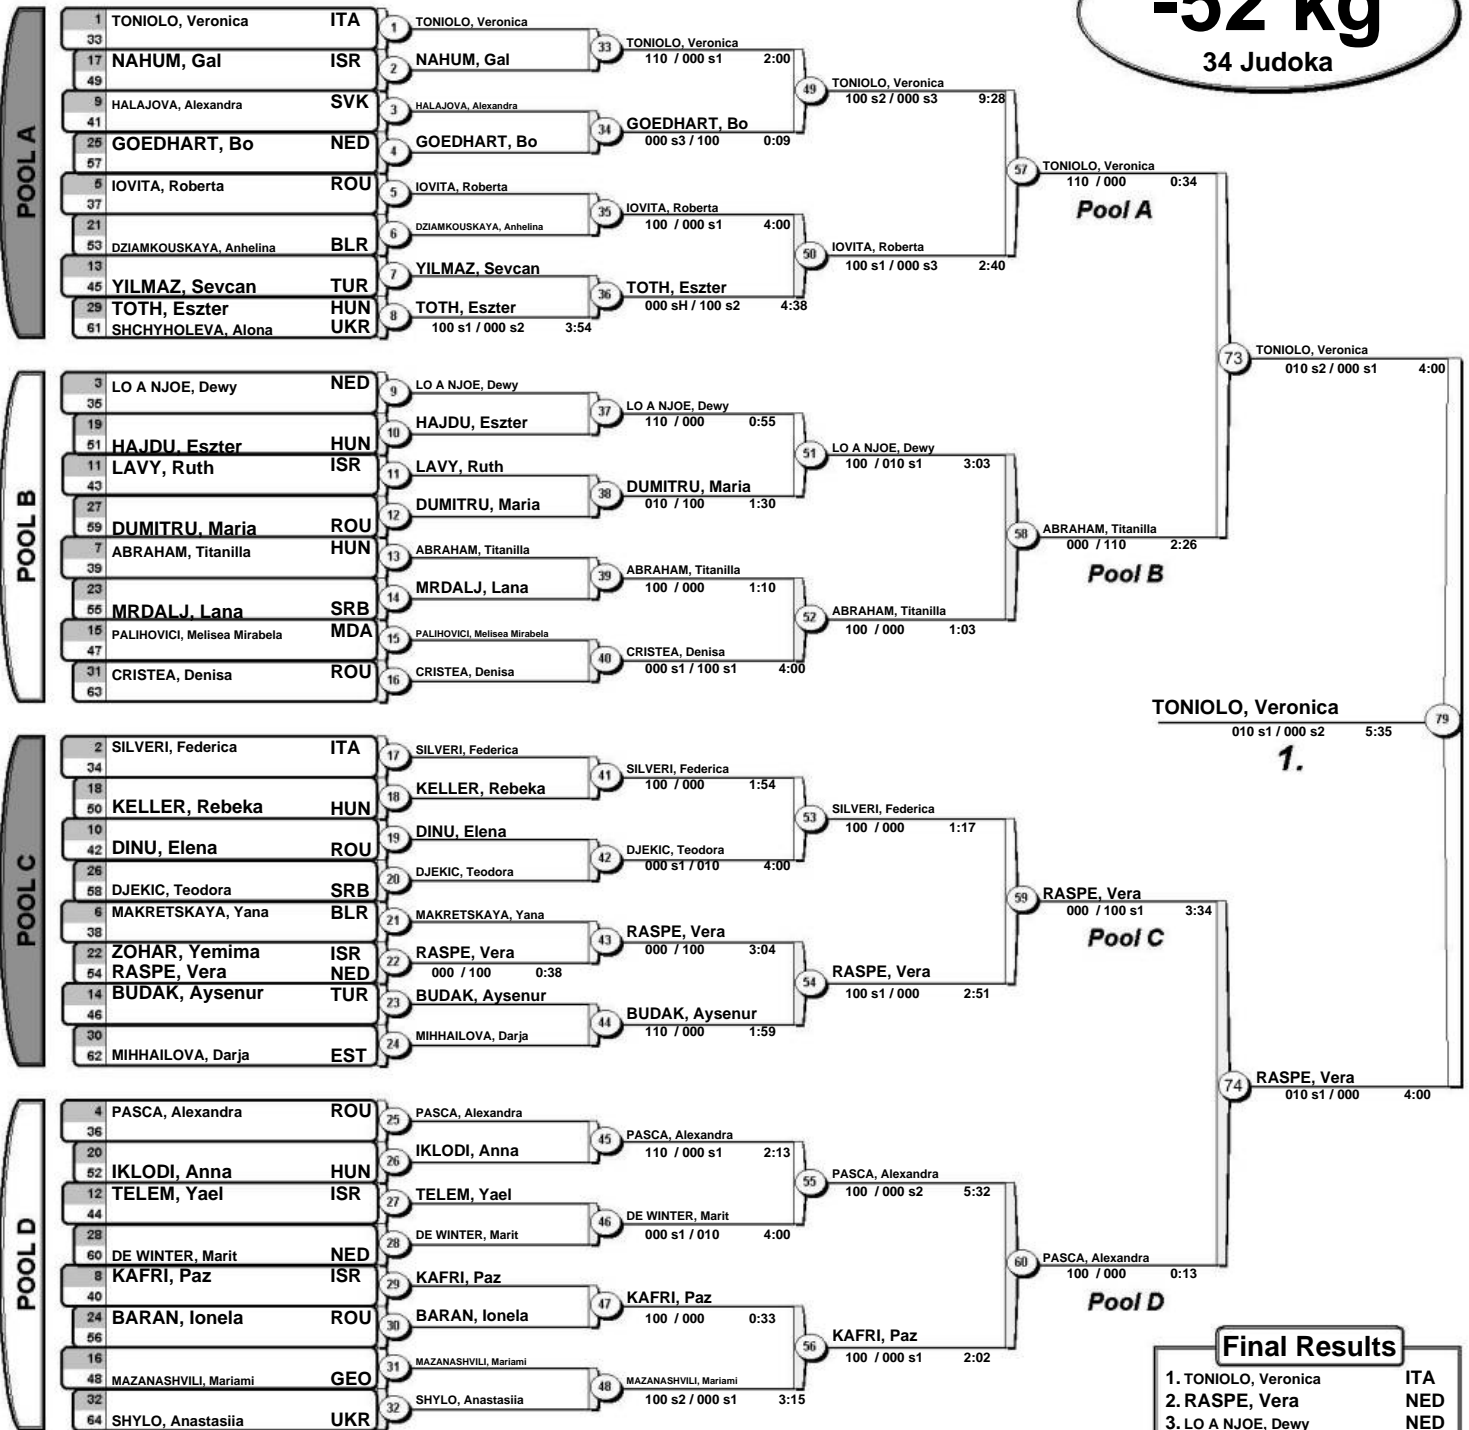 -52 kg
34 Judoka
POOL A
1 TONIOLO, Veronica ITA
33
17 NAHUM, Gal ISR
49
9 HALAJOVA, Alexandra SVK
41
25 GOEDHART, Bo NED
57
5 IOVITA, Roberta ROU
37
21
53 DZIAMKOUSKAYA, Anhelina BLR
13
45 YILMAZ, Sevcan TUR
29 TOTH, Eszter HUN
61 SHCHYHOLEVA, Alona UKR
1 TONIOLO, Veronica
2 NAHUM, Gal
3 HALAJOVA, Alexandra
4 GOEDHART, Bo
5 IOVITA, Roberta
6 DZIAMKOUSKAYA, Anhelina
7 YILMAZ, Sevcan
8 TOTH, Eszter
100 s1 / 000 s2 3:54
33 TONIOLO, Veronica
110 / 000 s1 2:00
34 GOEDHART, Bo
000 s3 / 100 0:09
35 IOVITA, Roberta
100 / 000 s1 4:00
36 TOTH, Eszter
000 sH / 100 s2 4:38
49 TONIOLO, Veronica
100 s2 / 000 s3 9:28
50 IOVITA, Roberta
100 s1 / 000 s3 2:40
57 TONIOLO, Veronica
110 / 000 0:34
Pool A
POOL B
3 LO A NJOE, Dewy NED
35
19
51 HAJDU, Eszter HUN
11 LAVY, Ruth ISR
43
27
59 DUMITRU, Maria ROU
7 ABRAHAM, Titanilla HUN
39
23
55 MRDALJ, Lana SRB
15 PALIHOVICI, Melisea Mirabela MDA
47
31 CRISTEA, Denisa ROU
63
9 LO A NJOE, Dewy
10 HAJDU, Eszter
11 LAVY, Ruth
12 DUMITRU, Maria
13 ABRAHAM, Titanilla
14 MRDALJ, Lana
15 PALIHOVICI, Melisea Mirabela
16 CRISTEA, Denisa
37 LO A NJOE, Dewy
110 / 000 0:55
38 DUMITRU, Maria
010 / 100 1:30
39 ABRAHAM, Titanilla
100 / 000 1:10
40 CRISTEA, Denisa
000 s1 / 100 s1 4:00
51 LO A NJOE, Dewy
100 / 010 s1 3:03
52 ABRAHAM, Titanilla
100 / 000 1:03
58 ABRAHAM, Titanilla
000 / 110 2:26
Pool B
73 TONIOLO, Veronica
010 s2 / 000 s1 4:00
TONIOLO, Veronica 79
010 s1 / 000 s2 5:35
1.
POOL C
2 SILVERI, Federica ITA
34
18
50 KELLER, Rebeka HUN
10
42 DINU, Elena ROU
26
58 DJEKIC, Teodora SRB
6 MAKRETSKAYA, Yana BLR
38
22 ZOHAR, Yemima ISR
54 RASPE, Vera NED
14 BUDAK, Aysenur TUR
46
30
62 MIHHAILOVA, Darja EST
17 SILVERI, Federica
18 KELLER, Rebeka
19 DINU, Elena
20 DJEKIC, Teodora
21 MAKRETSKAYA, Yana
22 RASPE, Vera
000 / 100 0:38
23 BUDAK, Aysenur
24 MIHHAILOVA, Darja
41 SILVERI, Federica
100 / 000 1:54
42 DJEKIC, Teodora
000 s1 / 010 4:00
43 RASPE, Vera
000 / 100 3:04
44 BUDAK, Aysenur
110 / 000 1:59
53 SILVERI, Federica
100 / 000 1:17
54 RASPE, Vera
100 s1 / 000 2:51
59 RASPE, Vera
000 / 100 s1 3:34
Pool C
POOL D
4 PASCA, Alexandra ROU
36
20
52 IKLODI, Anna HUN
12 TELEM, Yael ISR
44
28
60 DE WINTER, Marit NED
8 KAFRI, Paz ISR
40
24 BARAN, Ionela ROU
56
16
48 MAZANASHVILI, Mariami GEO
32
64 SHYLO, Anastasiia UKR
25 PASCA, Alexandra
26 IKLODI, Anna
27 TELEM, Yael
28 DE WINTER, Marit
29 KAFRI, Paz
30 BARAN, Ionela
31 MAZANASHVILI, Mariami
32 SHYLO, Anastasiia
45 PASCA, Alexandra
110 / 000 s1 2:13
46 DE WINTER, Marit
000 s1 / 010 4:00
47 KAFRI, Paz
100 / 000 0:33
48 MAZANASHVILI, Mariami
100 s2 / 000 s1 3:15
55 PASCA, Alexandra
100 / 000 s2 5:32
56 KAFRI, Paz
100 / 000 s1 2:02
60 PASCA, Alexandra
100 / 000 0:13
Pool D
74 RASPE, Vera
010 s1 / 000 4:00
Final Results
1. TONIOLO, Veronica ITA
2. RASPE, Vera NED
3. LO A NJOE, Dewy NED